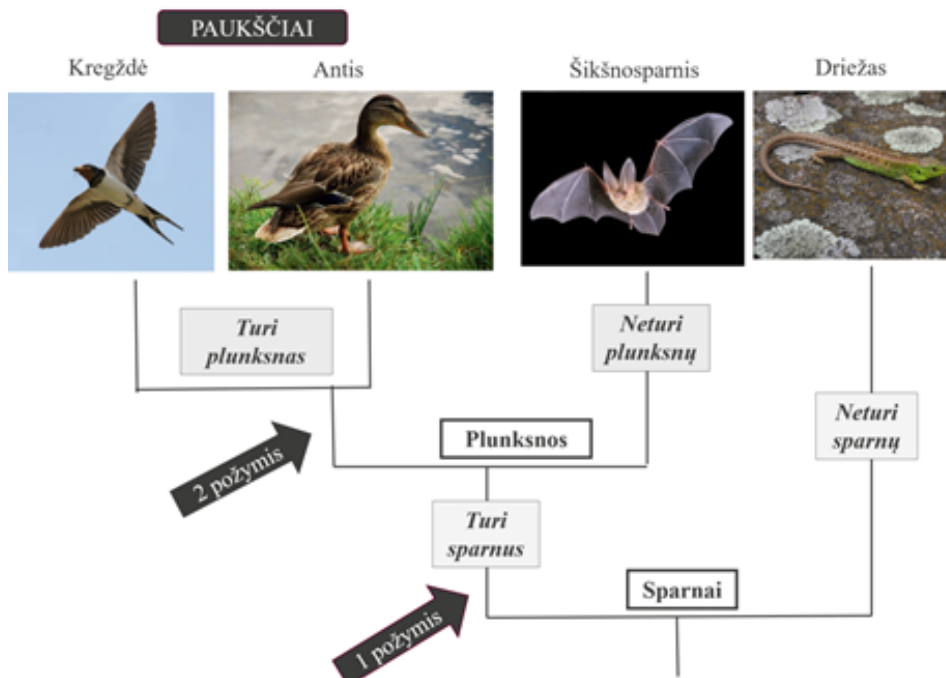 PAUKŠČIAI
Kregždė
Antis
Šikšnosparnis
Driežas
Turi
plunksnas
Neturi
plunksnų
Neturi
sparnų
Plunksnos
2 požymis
Turi
sparnus
Sparnai
1 požymis